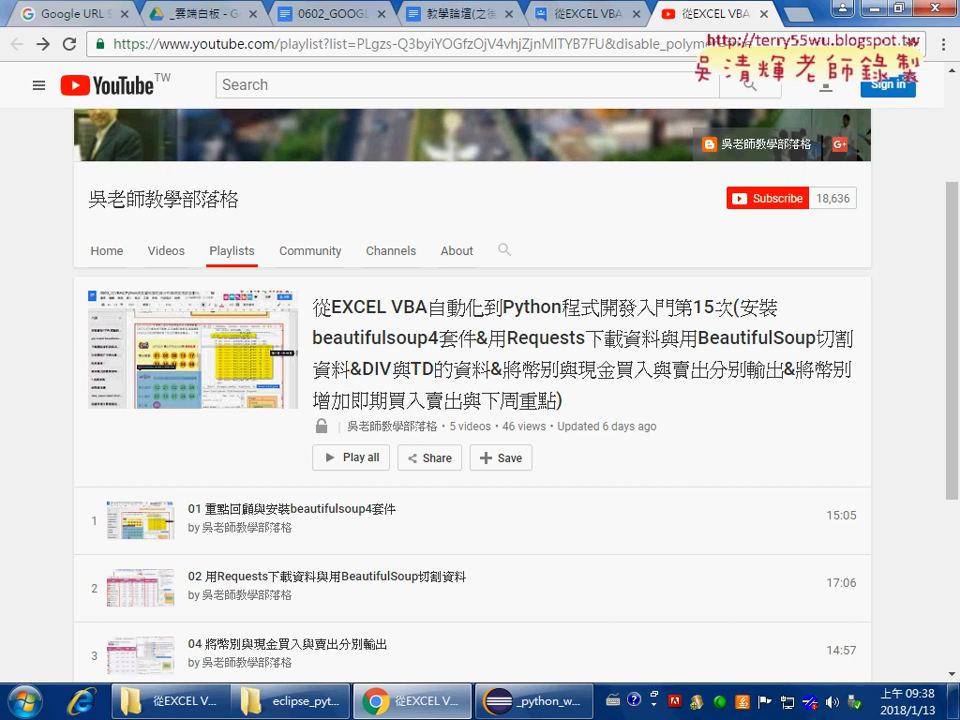 Google URL S
_雲端白板 - G
0602_GOOGL
教學論壇(之後
從EXCEL VBA
從EXCEL VBA
https://www.youtube.com/playlist?list=PLgzs-Q3byiYOGfzOjV4vhjZjnMITYB7FU&disable_polym
http://terry55wu.blogspot.tw
吳清輝老師錄製
YouTube TW
Search
Sign in
吳老師教學部落格
G+
吳老師教學部落格
Subscribe 18,636
Home Videos Playlists Community Channels About
從EXCEL VBA自動化到Python程式開發入門第15次(安裝
beautifulsoup4套件&用Requests下載資料與用BeautifulSoup切割
資料&DIV與TD的資料&將幣別與現金買入與賣出分別輸出&將幣別
增加即期買入賣出與下周重點)
吳老師教學部落格 • 5 videos • 46 views • Updated 6 days ago
Play all Share Save
1 01 重點回顧與安裝beautifulsoup4套件 15:05
by 吳老師教學部落格
2 02 用Requests下載資料與用BeautifulSoup切割資料 17:06
by 吳老師教學部落格
3 04 將幣別與現金買入與賣出分別輸出 14:57
by 吳老師教學部落格
從EXCEL V...
eclipse_pyt...
從EXCEL VB...
_python_w...
上午 09:38
2018/1/13